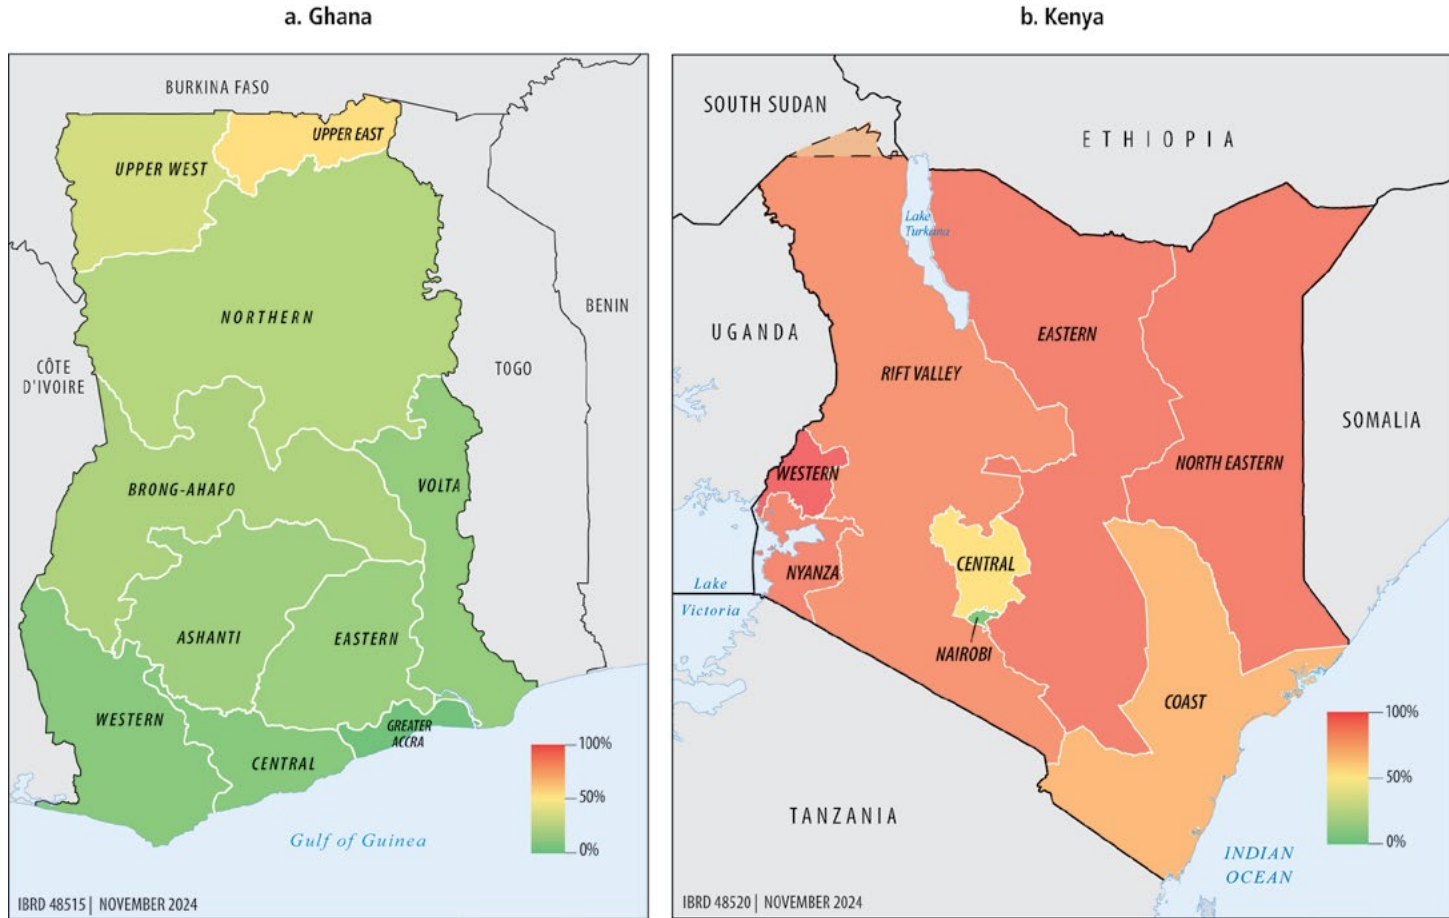 a. Ghana
BURKINA FASO
UPPER EAST
UPPER WEST
NORTHERN
BENIN
CÔTE
D'IVOIRE
TOGO
BRONG-AHAFO
VOLTA
ASHANTI
EASTERN
WESTERN
GREATER
ACCRA
CENTRAL
100%
50%
0%
Gulf of Guinea
IBRD 48515 | NOVEMBER 2024
b. Kenya
SOUTH SUDAN
ETHIOPIA
Lake
Turkana
UGANDA
EASTERN
RIFT VALLEY
SOMALIA
WESTERN
NORTH EASTERN
CENTRAL
NYANZA
Lake
Victoria
NAIROBI
COAST
100%
50%
0%
TANZANIA
INDIAN
OCEAN
IBRD 48520 | NOVEMBER 2024